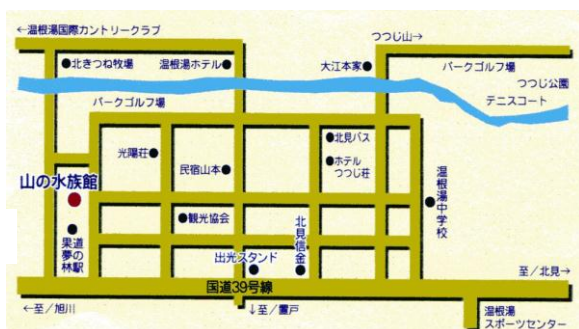 ←温根湯国際カントリークラブ
つつじ山→
北きつね牧場
温根湯ホテル
大江本家
パークゴルフ場
つつじ公園
テニスコート
パークゴルフ場
北見バス
光陽荘
ホテル
つつじ荘
民宿山本
山の水族館
温根湯中学校
観光協会
北見信金
道の駅
果夢林
出光スタンド
至/北見→
国道39号線
←至/旭川
↓至/置戸
温根湯
スポーツセンター